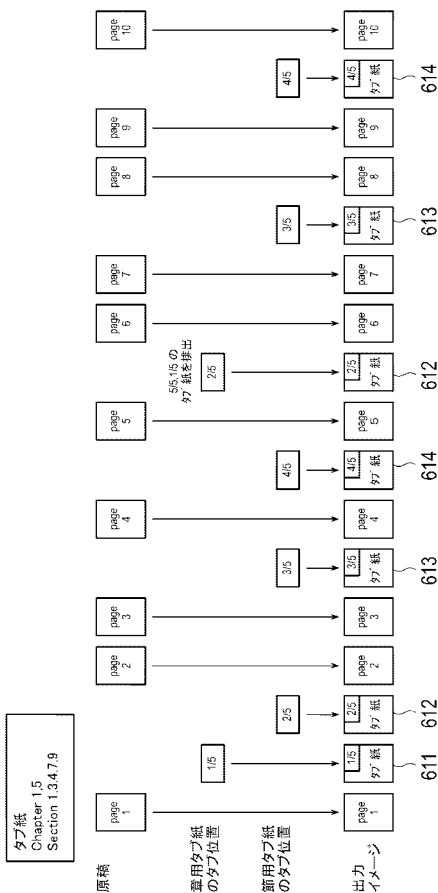 タブ紙
Chapter 1,5
Section 1.3.4.7.9
原稿
page
1
page
2
page
3
page
4
page
5
page
6
page
7
page
8
page
9
page
10
章用タブ紙
のタブ位置
1/5
5/5,1/5の
タブ紙を排出
2/5
節用タブ紙
のタブ位置
2/5
3/5
4/5
3/5
4/5
出力
イメージ
page
1
1/5
タブ紙
2/5
タブ紙
page
2
page
3
3/5
タブ紙
page
4
4/5
タブ紙
page
5
2/5
タブ紙
page
6
page
7
3/5
タブ紙
page
8
page
9
4/5
タブ紙
page
10
611
612
613
614
612
613
614